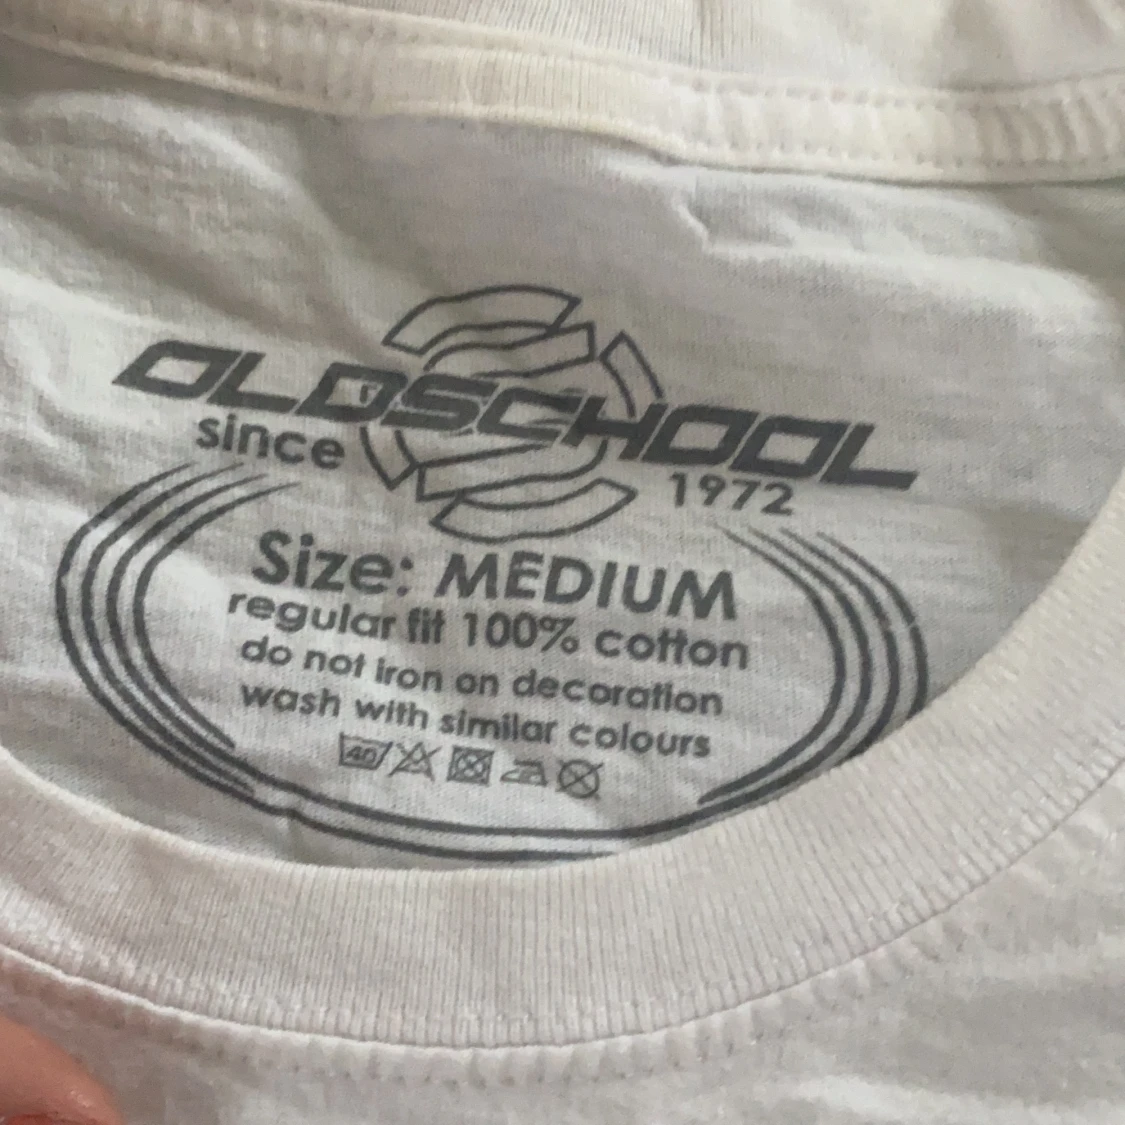 OLDSCHOOL
since 1972
Size: MEDIUM
regular fit 100% cotton
do not iron on decoration
wash with similar colours
40